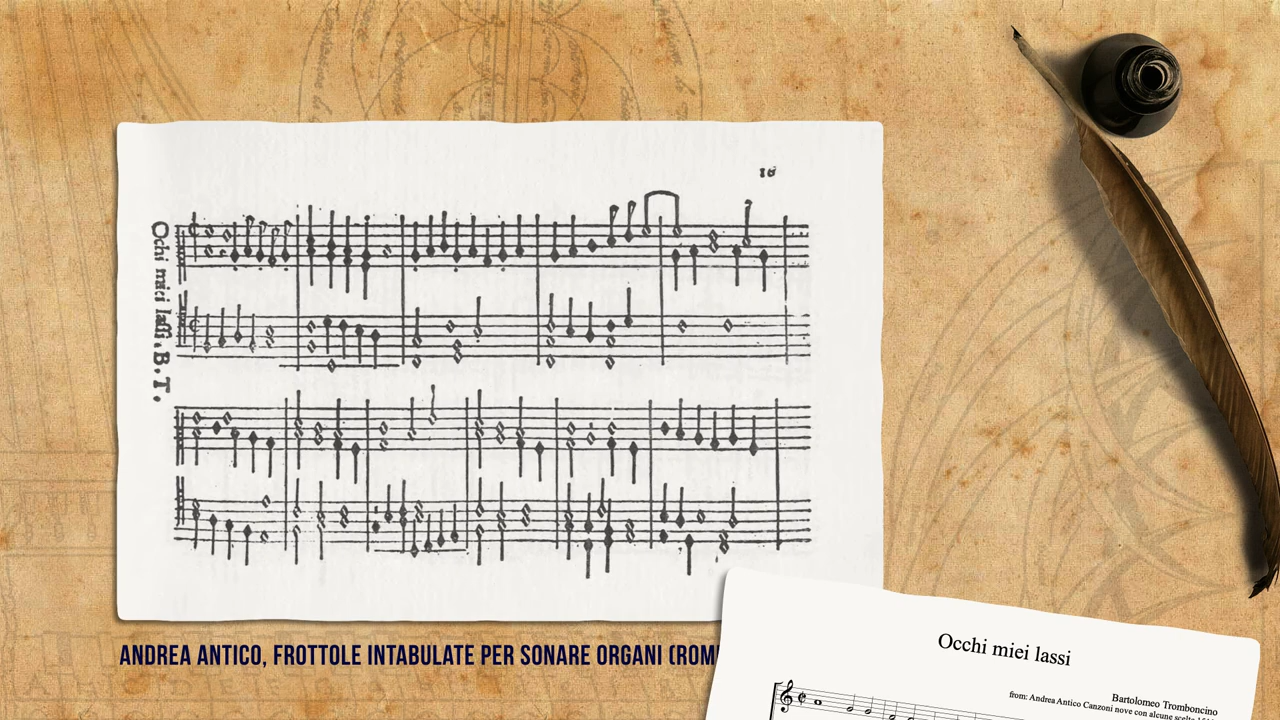 18
Ochi miei lassi. B. T.
ANDREA ANTICO, FROTTOLE INTABULATE PER SONARE ORGANI (ROM
Occhi miei lassi
Bartolomeo Tromboncino
from: Andrea Antico Canzoni nove con alcune scelte